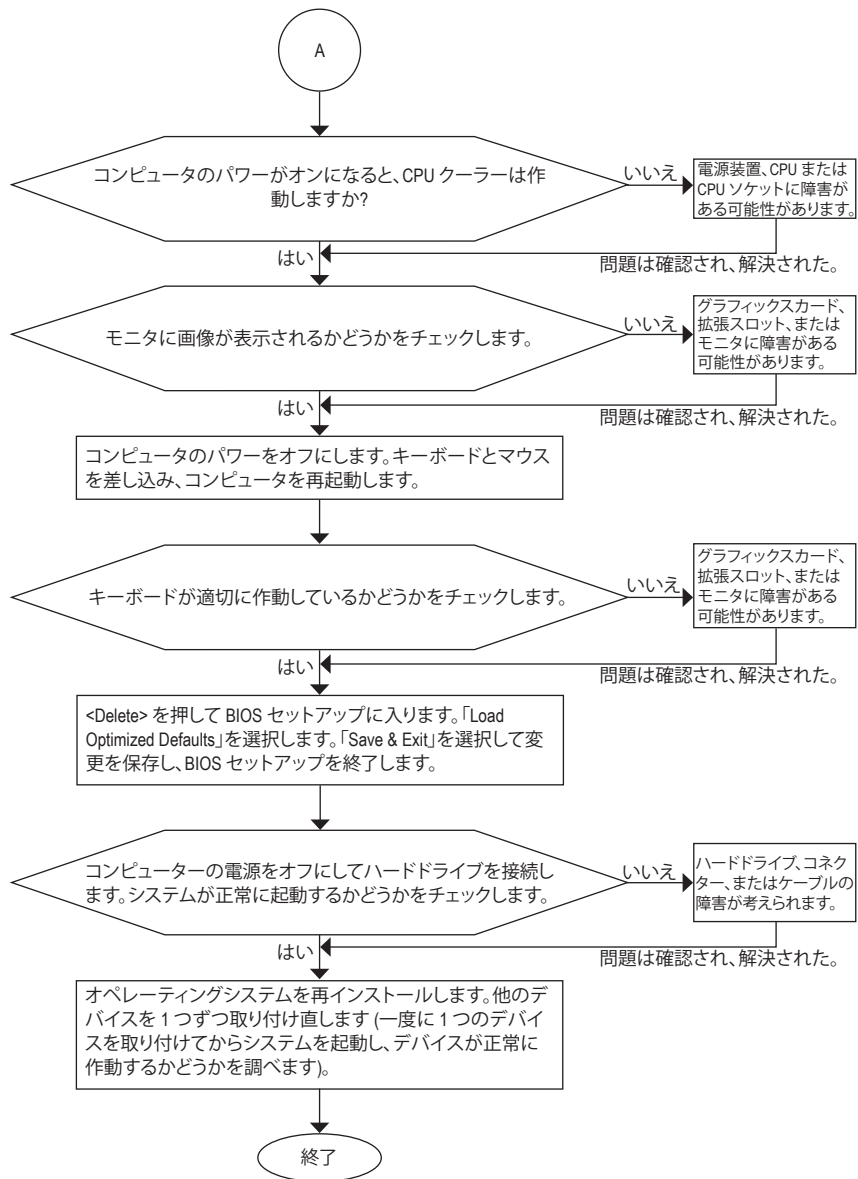 A
コンピュータのパワーがオンになると、CPU クーラーは作
動しますか?
いいえ
電源装置、CPU または
CPU ソケットに障害が
ある可能性があります。
はい
問題は確認され、解決された。
モニタに画像が表示されるかどうかをチェックします。
いいえ
グラフィックスカード、
拡張スロット、または
モニタに障害がある
可能性があります。
はい
問題は確認され、解決された。
コンピュータのパワーをオフにします。キーボードとマウス
を差し込み、コンピュータを再起動します。
キーボードが適切に作動しているかどうかをチェックします。
いいえ
グラフィックスカード、
拡張スロット、または
モニタに障害がある
可能性があります。
はい
問題は確認され、解決された。
<Delete> を押して BIOS セットアップに入ります。「Load
Optimized Defaults」を選択します。「Save & Exit」を選択して変
更を保存し、BIOS セットアップを終了します。
コンピューターの電源をオフにしてハードドライブを接続し
ます。システムが正常に起動するかどうかをチェックします。
いいえ
ハードドライブ、コネク
ター、またはケーブルの
障害が考えられます。
はい
問題は確認され、解決された。
オペレーティングシステムを再インストールします。他のデ
バイスを 1 つずつ取り付け直します (一度に 1 つのデバイ
スを取り付けてからシステムを起動し、デバイスが正常に
作動するかどうかを調べます)。
終了